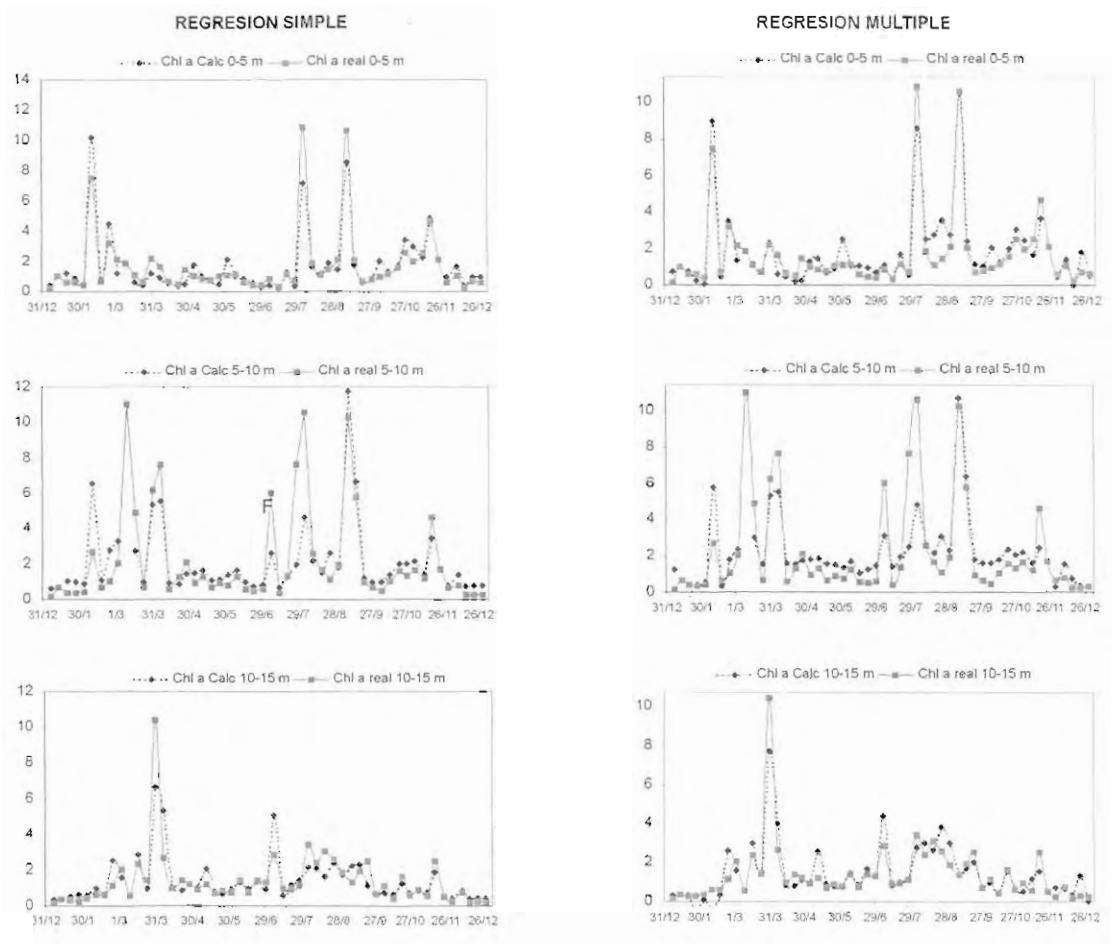 REGRESION SIMPLE
REGRESION MULTIPLE
Chl a Calc 0-5 m Chl a real 0-5 m
14
12
10
8
6
4
2
0
31/12 30/1 1/3 31/3 30/4 30/5 29/6 29/7 28/8 27/9 27/10 26/11 26/12
Chl a Calc 0-5 m Chl a real 0-5 m
10
8
6
4
2
0
31/12 30/1 1/3 31/3 30/4 30/5 29/6 29/7 28/8 27/9 27/10 26/11 26/12
Chl a Calc 5-10 m Chl a real 5-10 m
12
10
8
6
4
2
0
F
31/12 30/1 1/3 31/3 30/4 30/5 29/6 29/7 28/8 27/9 27/10 26/11 26/12
Chl a Calc 5-10 m Chl a real 5-10 m
10
8
6
4
2
0
31/12 30/1 1/3 31/3 30/4 30/5 29/6 29/7 28/8 27/9 27/10 26/11 26/12
Chl a Calc 10-15 m Chl a real 10-15 m
12
10
8
6
4
2
0
31/12 30/1 1/3 31/3 30/4 30/5 29/6 29/7 28/8 27/9 27/10 26/11 26/12
Chl a Calc 10-15 m Chl a real 10-15 m
10
8
6
4
2
0
31/12 30/1 1/3 31/3 30/4 30/5 29/6 29/7 28/8 27/9 27/10 26/11 26/12